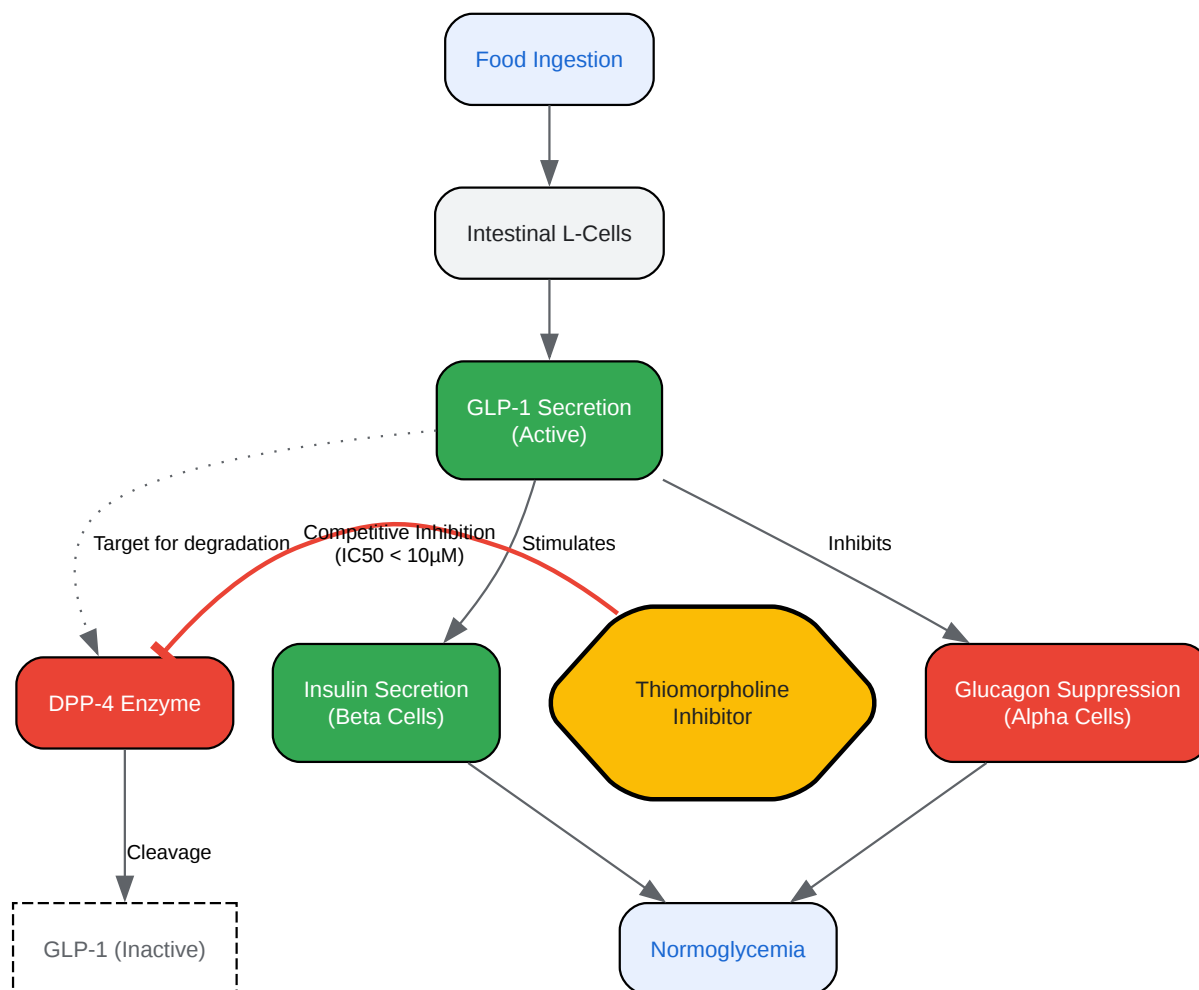 Food Ingestion
Intestinal L-Cells
GLP-1 Secretion
(Active)
Target for degradation
Competitive Inhibition
(IC50 < 10µM)
Stimulates
Inhibits
DPP-4 Enzyme
Insulin Secretion
(Beta Cells)
Thiomorpholine
Inhibitor
Glucagon Suppression
(Alpha Cells)
Cleavage
GLP-1 (Inactive)
Normoglycemia